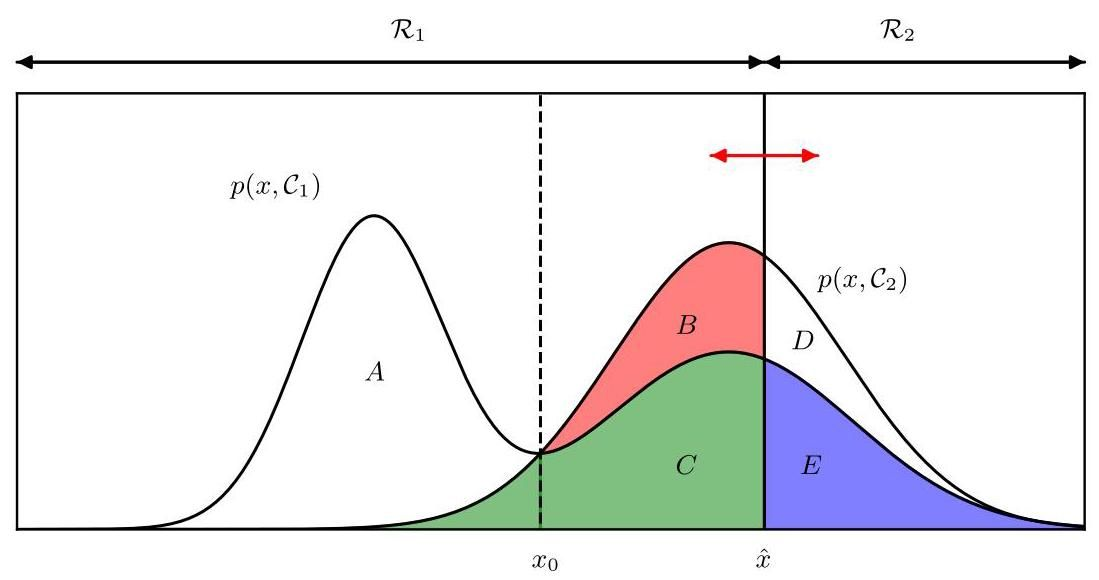 ℛ₁ ℛ₂
p(x, 𝒞₁)
p(x, 𝒞₂)
B
D
A
C E
x₀ x̂